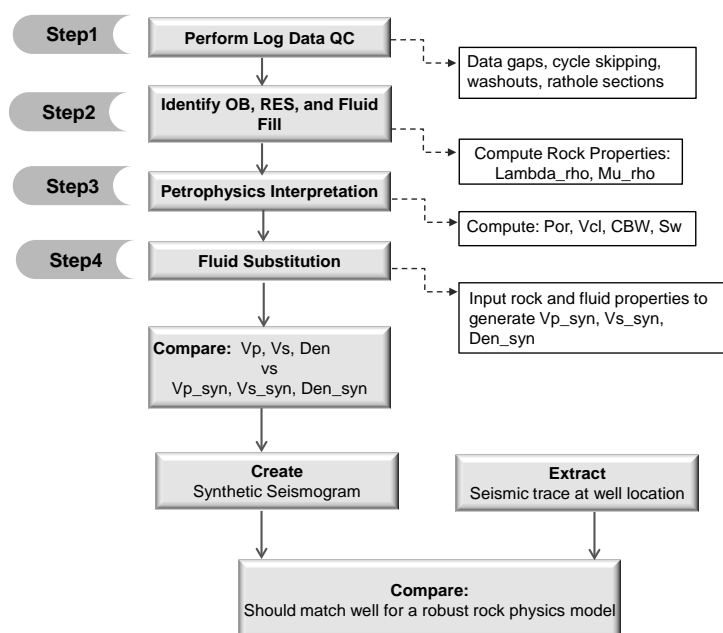 Step1
Perform Log Data QC
Data gaps, cycle skipping,
washouts, rathole sections
Step2
Identify OB, RES, and Fluid
Fill
Compute Rock Properties:
Lambda_rho, Mu_rho
Step3
Petrophysics Interpretation
Compute: Por, Vcl, CBW, Sw
Step4
Fluid Substitution
Input rock and fluid properties to
generate Vp_syn, Vs_syn,
Den_syn
Compare: Vp, Vs, Den
vs
Vp_syn, Vs_syn, Den_syn
Create
Synthetic Seismogram
Extract
Seismic trace at well location
Compare:
Should match well for a robust rock physics model